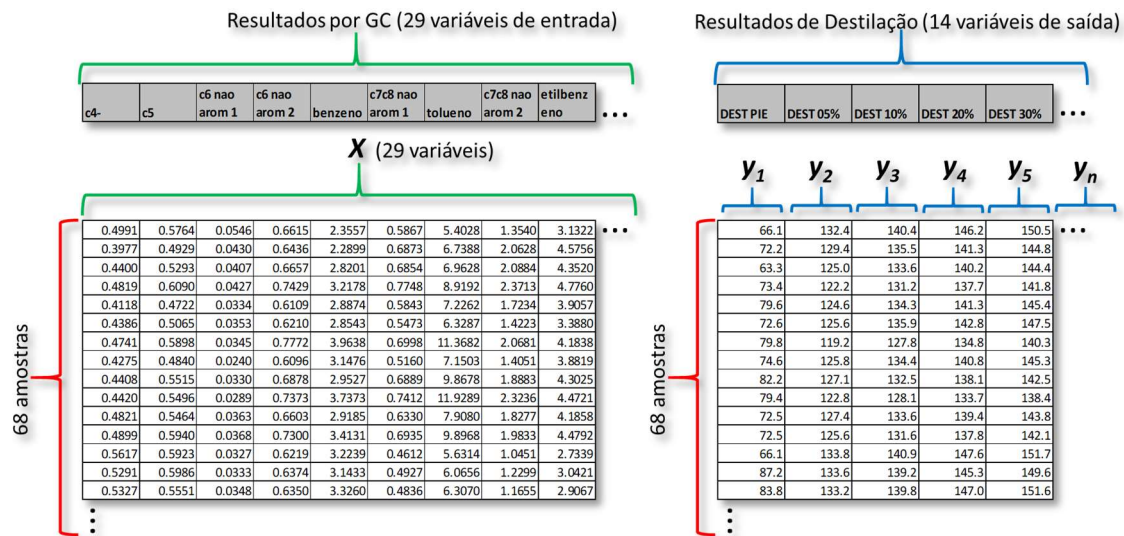 Resultados por GC (29 variáveis de entrada)
Resultados de Destilação (14 variáveis de saída)
c4- c5 c6 nao arom 1 c6 nao arom 2 benzeno c7c8 nao arom 1 tolueno c7c8 nao arom 2 etilbenz eno ...
DEST PIE DEST 05% DEST 10% DEST 20% DEST 30% ...
X (29 variáveis)
y1 y2 y3 y4 y5 yn
68 amostras
0.4991 0.5764 0.0546 0.6615 2.3557 0.5867 5.4028 1.3540 3.1322 ...
0.3977 0.4929 0.0430 0.6436 2.2899 0.6873 6.7388 2.0628 4.5756
0.4400 0.5293 0.0407 0.6657 2.8201 0.6854 6.9628 2.0884 4.3520
0.4819 0.6090 0.0427 0.7429 3.2178 0.7748 8.9192 2.3713 4.7760
0.4118 0.4722 0.0334 0.6109 2.8874 0.5843 7.2262 1.7234 3.9057
0.4386 0.5065 0.0353 0.6210 2.8543 0.5473 6.3287 1.4223 3.3880
0.4741 0.5898 0.0345 0.7772 3.9638 0.6998 11.3682 2.0681 4.1838
0.4275 0.4840 0.0240 0.6096 3.1476 0.5160 7.1503 1.4051 3.8819
0.4408 0.5515 0.0330 0.6878 2.9527 0.6889 9.8678 1.8883 4.3025
0.4420 0.5496 0.0289 0.7373 3.7373 0.7412 11.9289 2.3236 4.4721
0.4821 0.5464 0.0363 0.6603 2.9185 0.6330 7.9080 1.8277 4.1858
0.4899 0.5940 0.0368 0.7300 3.4131 0.6935 9.8968 1.9833 4.4792
0.5617 0.5923 0.0327 0.6219 3.2239 0.4612 5.6314 1.0451 2.7339
0.5291 0.5986 0.0333 0.6374 3.1433 0.4927 6.0656 1.2299 3.0421
0.5327 0.5551 0.0348 0.6350 3.3260 0.4836 6.3070 1.1655 2.9067
68 amostras
66.1 132.4 140.4 146.2 150.5 ...
72.2 129.4 135.5 141.3 144.8
63.3 125.0 133.6 140.2 144.4
73.4 122.2 131.2 137.7 141.8
79.6 124.6 134.3 141.3 145.4
72.6 125.6 135.9 142.8 147.5
79.8 119.2 127.8 134.8 140.3
74.6 125.8 134.4 140.8 145.3
82.2 127.1 132.5 138.1 142.5
79.4 122.8 128.1 133.7 138.4
72.5 127.4 133.6 139.4 143.8
72.5 125.6 131.6 137.8 142.1
66.1 133.8 140.9 147.6 151.7
87.2 133.6 139.2 145.3 149.6
83.8 133.2 139.8 147.0 151.6